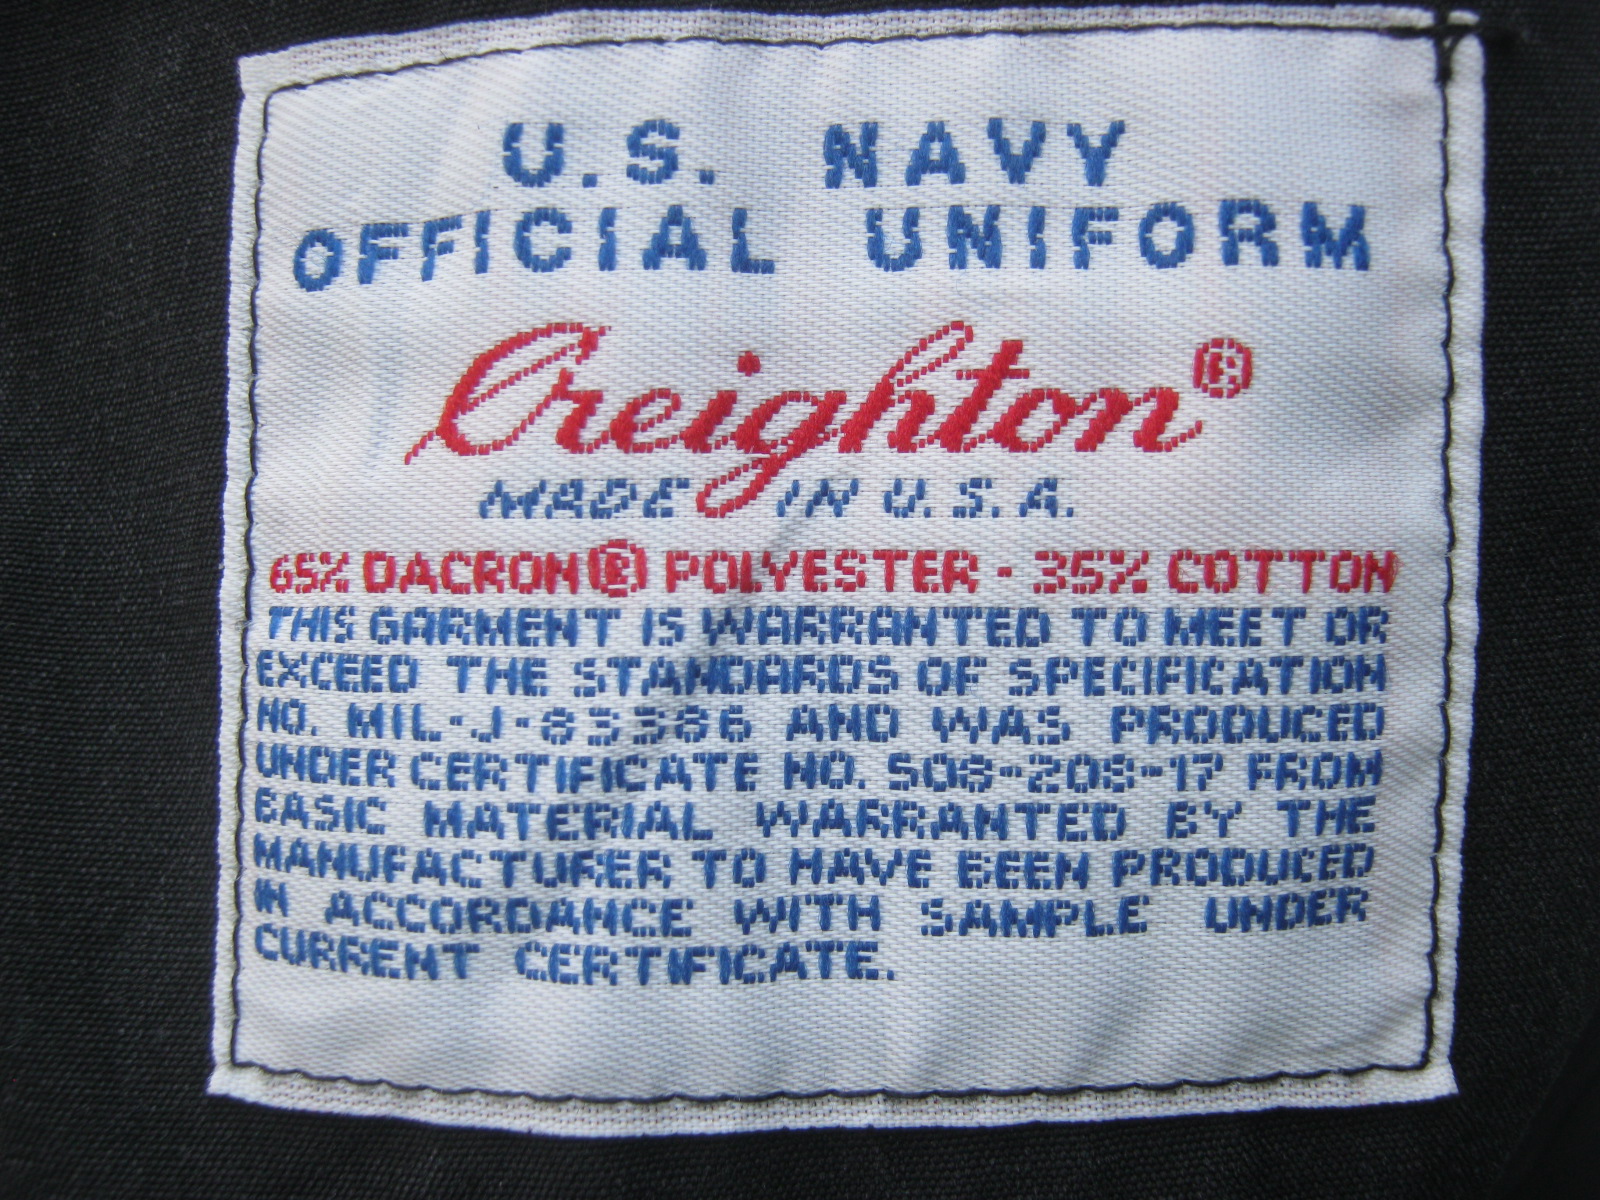 U.S. NAVY
OFFICIAL UNIFORM
Creighton®
MADE IN U.S.A.
65% DACRON® POLYESTER - 35% COTTON
THIS GARMENT IS WARRANTED TO MEET OR
EXCEED THE STANDARDS OF SPECIFICATION
NO. MIL-J-83386 AND WAS PRODUCED
UNDER CERTIFICATE NO. S08-208-17 FROM
BASIC MATERIAL WARRANTED BY THE
MANUFACTURER TO HAVE BEEN PRODUCED
IN ACCORDANCE WITH SAMPLE UNDER
CURRENT CERTIFICATE.